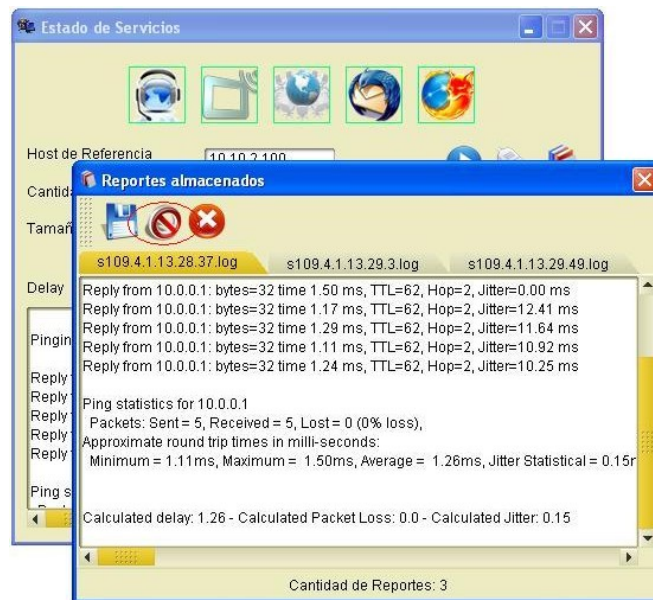 Estado de Servicios
Host de Referencia
10.10.2.100
Delay
Reportes almacenados
s109.4.1.13.28.37.log
s109.4.1.13.29.3.log
s109.4.1.13.29.49.log
Reply from 10.0.0.1: bytes=32 time 1.50 ms, TTL=62, Hop=2, Jitter=0.00 ms
Reply from 10.0.0.1: bytes=32 time 1.17 ms, TTL=62, Hop=2, Jitter=12.41 ms
Reply from 10.0.0.1: bytes=32 time 1.29 ms, TTL=62, Hop=2, Jitter=11.64 ms
Reply from 10.0.0.1: bytes=32 time 1.11 ms, TTL=62, Hop=2, Jitter=10.92 ms
Reply from 10.0.0.1: bytes=32 time 1.24 ms, TTL=62, Hop=2, Jitter=10.25 ms
Reply
Reply
Reply
Reply
Reply
Ping statistics for 10.0.0.1
Packets: Sent = 5, Received = 5, Lost = 0 (0% loss),
Approximate round trip times in milli-seconds:
Minimum = 1.11ms, Maximum = 1.50ms, Average = 1.26ms, Jitter Statistical = 0.15
Ping s
Calculated delay: 1.26 - Calculated Packet Loss: 0.0 - Calculated Jitter: 0.15
Cantidad de Reportes: 3